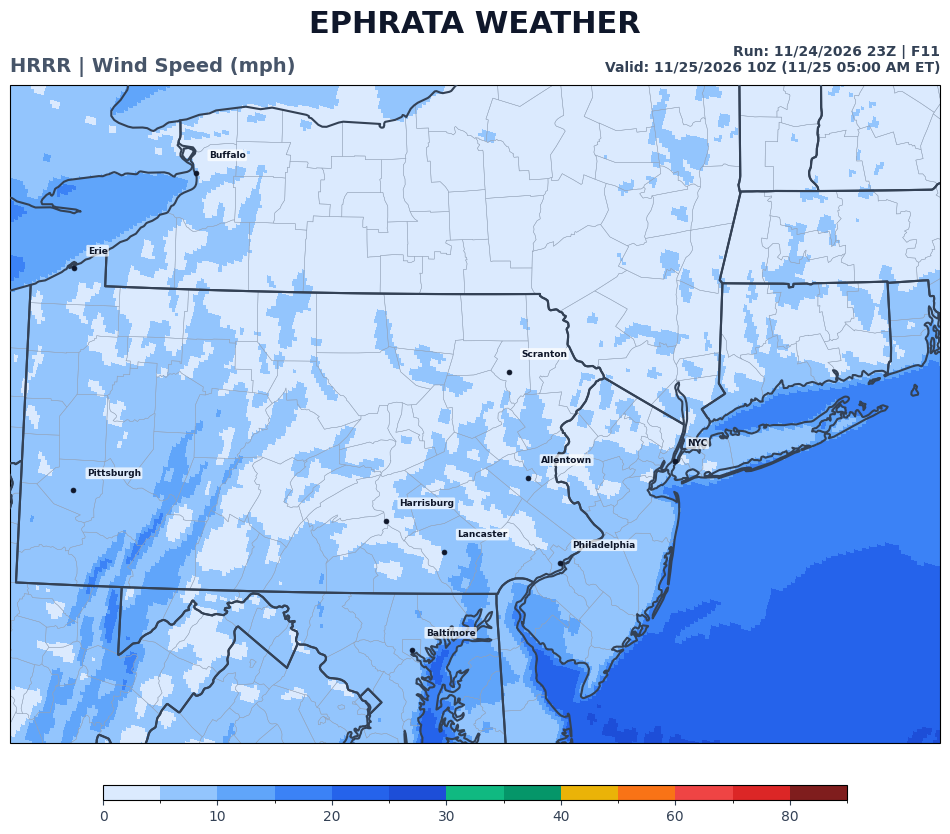 EPHRATA WEATHER
HRRR | Wind Speed (mph)
Run: 11/24/2026 23Z | F11
Valid: 11/25/2026 10Z (11/25 05:00 AM ET)
Buffalo
Erie
Scranton
NYC
Allentown
Pittsburgh
Harrisburg
Lancaster
Philadelphia
Baltimore
0 10 20 30 40 50 60 70 80